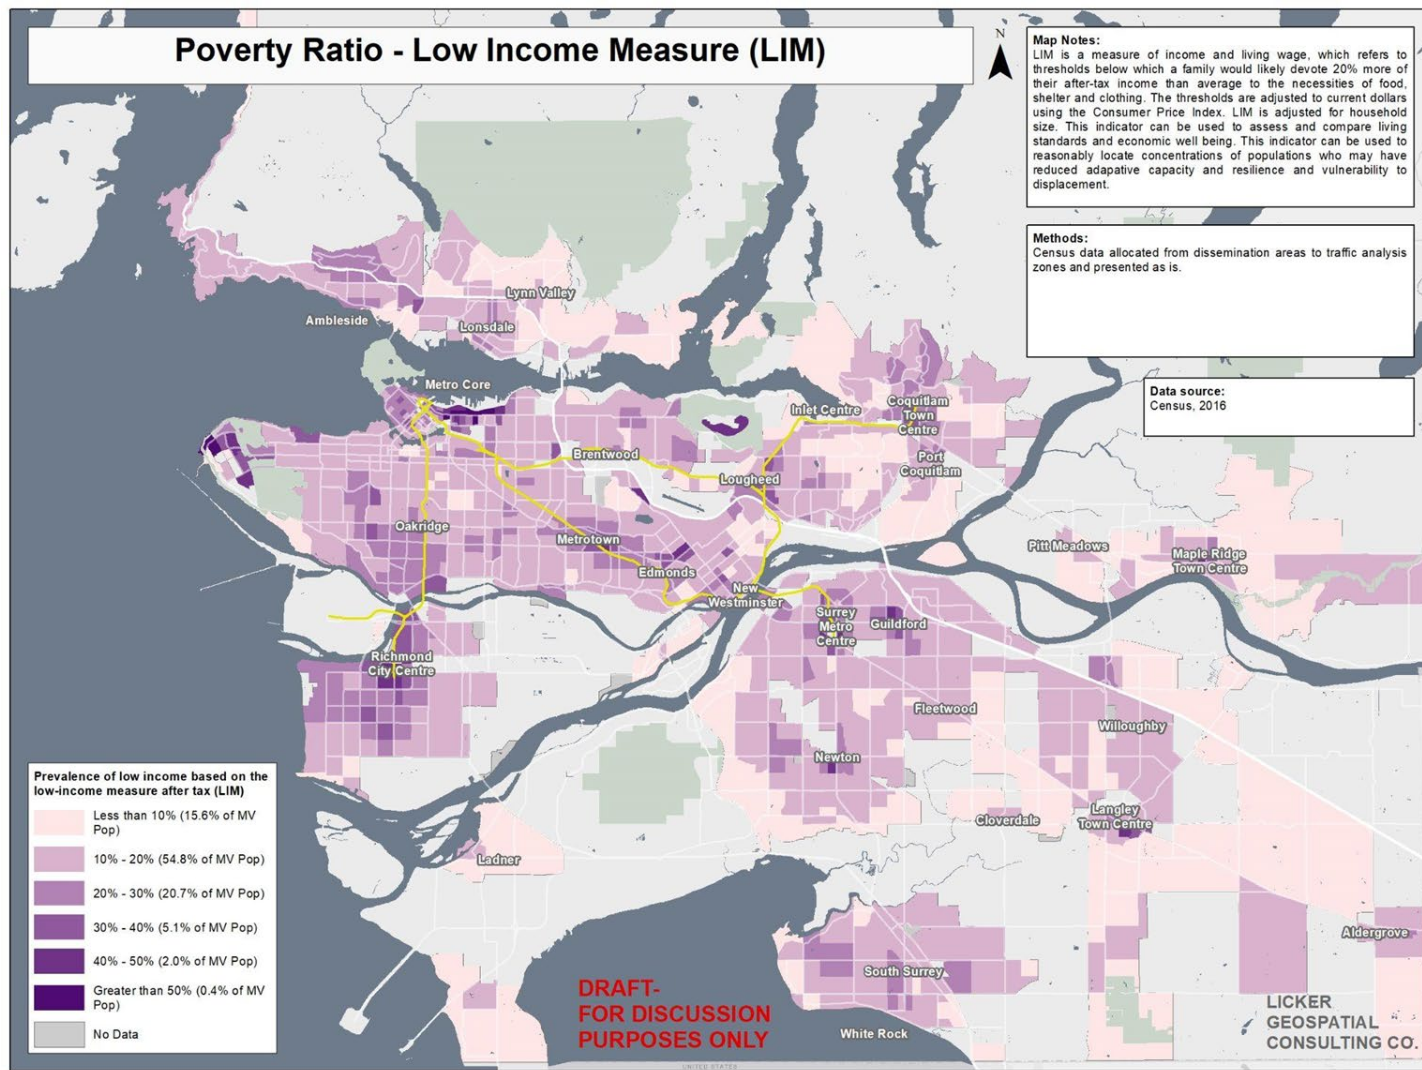 Poverty Ratio - Low Income Measure (LIM)
N
Map Notes:
LIM is a measure of income and living wage, which refers to
thresholds below which a family would likely devote 20% more of
their after-tax income than average to the necessities of food,
shelter and clothing. The thresholds are adjusted to current dollars
using the Consumer Price Index. LIM is adjusted for household
size. This indicator can be used to assess and compare living
standards and economic well being. This indicator can be used to
reasonably locate concentrations of populations who may have
reduced adaptive capacity and resilience and vulnerability to
displacement.
Methods:
Census data allocated from dissemination areas to traffic analysis
zones and presented as is.
Data source:
Census, 2016
Lynn Valley
Ambleside
Lonsdale
Metro Core
Inlet Centre
Coquitlam
Town
Centre
Brentwood
Port
Coquitlam
Lougheed
Oakridge
Metrotown
Pitt Meadows
Maple Ridge
Town Centre
Edmonds
New
Westminster
Surrey
Metro
Centre
Guildford
Richmond
City Centre
Fleetwood
Willoughby
Newton
Cloverdale
Langley
Town Centre
Ladner
Aldergrove
South Surrey
White Rock
Prevalence of low income based on the
low-income measure after tax (LIM)
Less than 10% (15.6% of MV
Pop)
10% - 20% (54.8% of MV Pop)
20% - 30% (20.7% of MV Pop)
30% - 40% (5.1% of MV Pop)
40% - 50% (2.0% of MV Pop)
Greater than 50% (0.4% of MV
Pop)
No Data
DRAFT-
FOR DISCUSSION
PURPOSES ONLY
LICKER
GEOSPATIAL
CONSULTING CO.
UNITED STATES